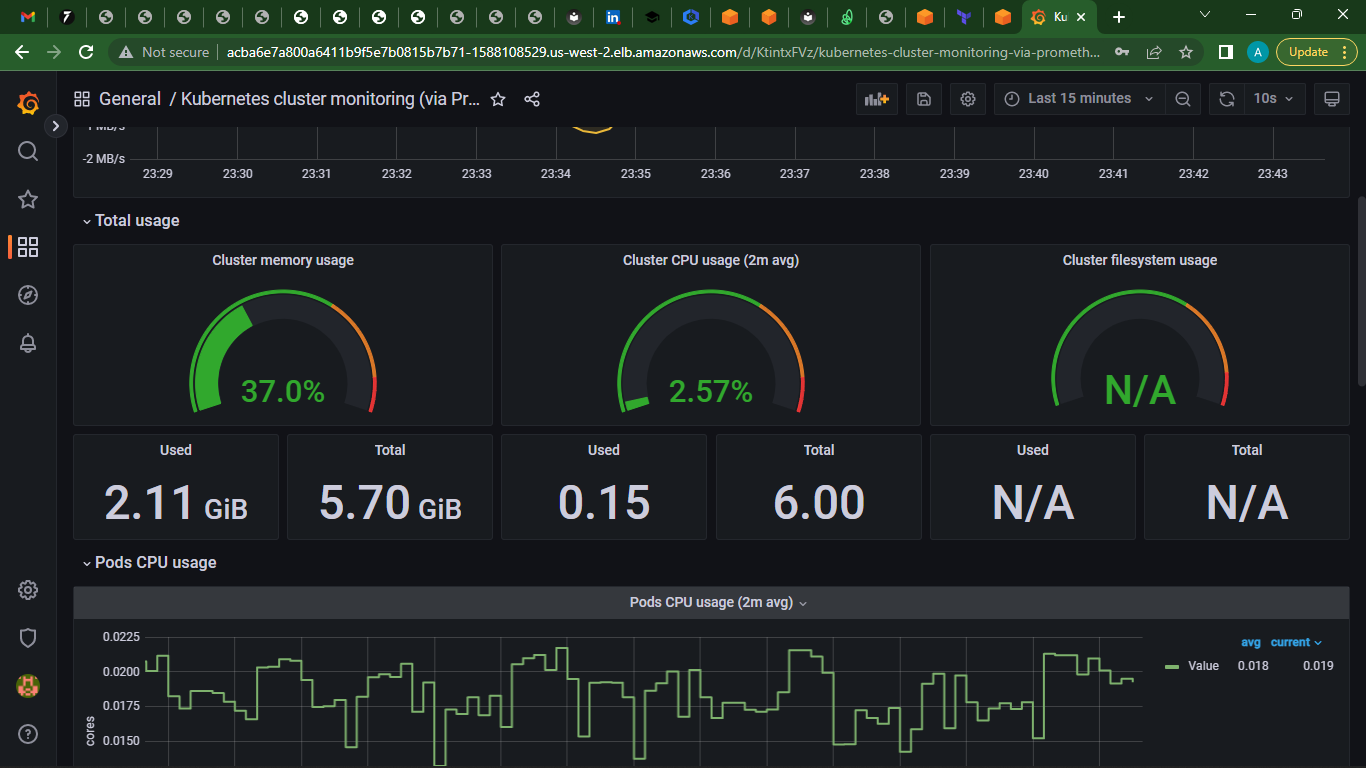 Ku
Not secure
acba6e7a800a6411b9f5e7b0815b7b71-1588108529.us-west-2.elb.amazonaws.com/d/KtintxFVz/kubernetes-cluster-monitoring-via-prometh...
A
Update
General / Kubernetes cluster monitoring (via Pr...
Last 15 minutes
10s
-2 MB/s
23:29 23:30 23:31 23:32 23:33 23:34 23:35 23:36 23:37 23:38 23:39 23:40 23:41 23:42 23:43
Total usage
Cluster memory usage
37.0%
Cluster CPU usage (2m avg)
2.57%
Cluster filesystem usage
N/A
Used
2.11 GiB
Total
5.70 GiB
Used
0.15
Total
6.00
Used
N/A
Total
N/A
Pods CPU usage
Pods CPU usage (2m avg)
0.0225
0.0200
0.0175
0.0150
cores
avg current
Value 0.018 0.019